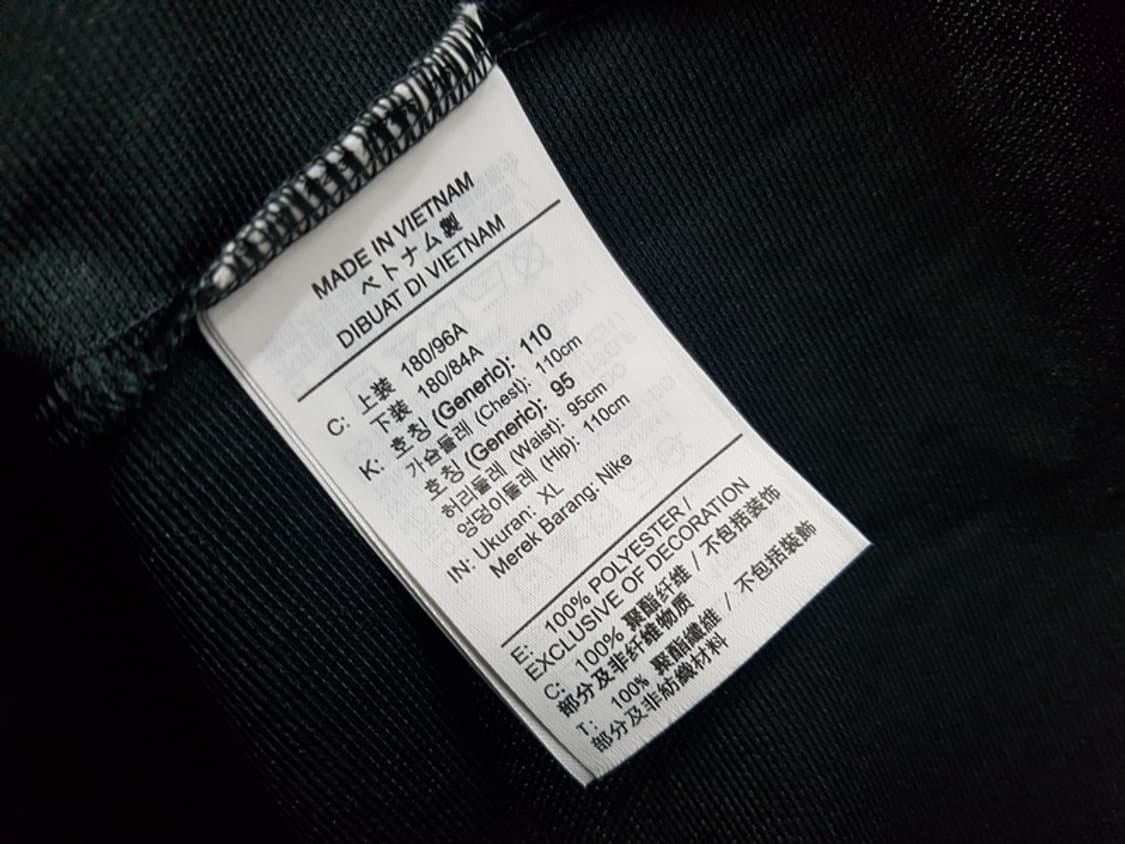 MADE IN VIETNAM
ベトナム製
DIBUAT DI VIETNAM
C: 上装 180/96A
下装 180/84A
K: 호칭 (Generic): 110
가슴둘레 (Chest): 110cm
호칭 (Generic): 95
허리둘레 (Waist): 95cm
엉덩이둘레 (Hip): 110cm
IN: Ukuran: XL
Merek Barang: Nike
E: 100% POLYESTER /
EXCLUSIVE OF DECORATION
C: 100% 聚酯纤维 / 不包括装饰
部分及非纤维物质
T: 100% 聚酯纖維 / 不包括裝飾
部分及非紡織材料